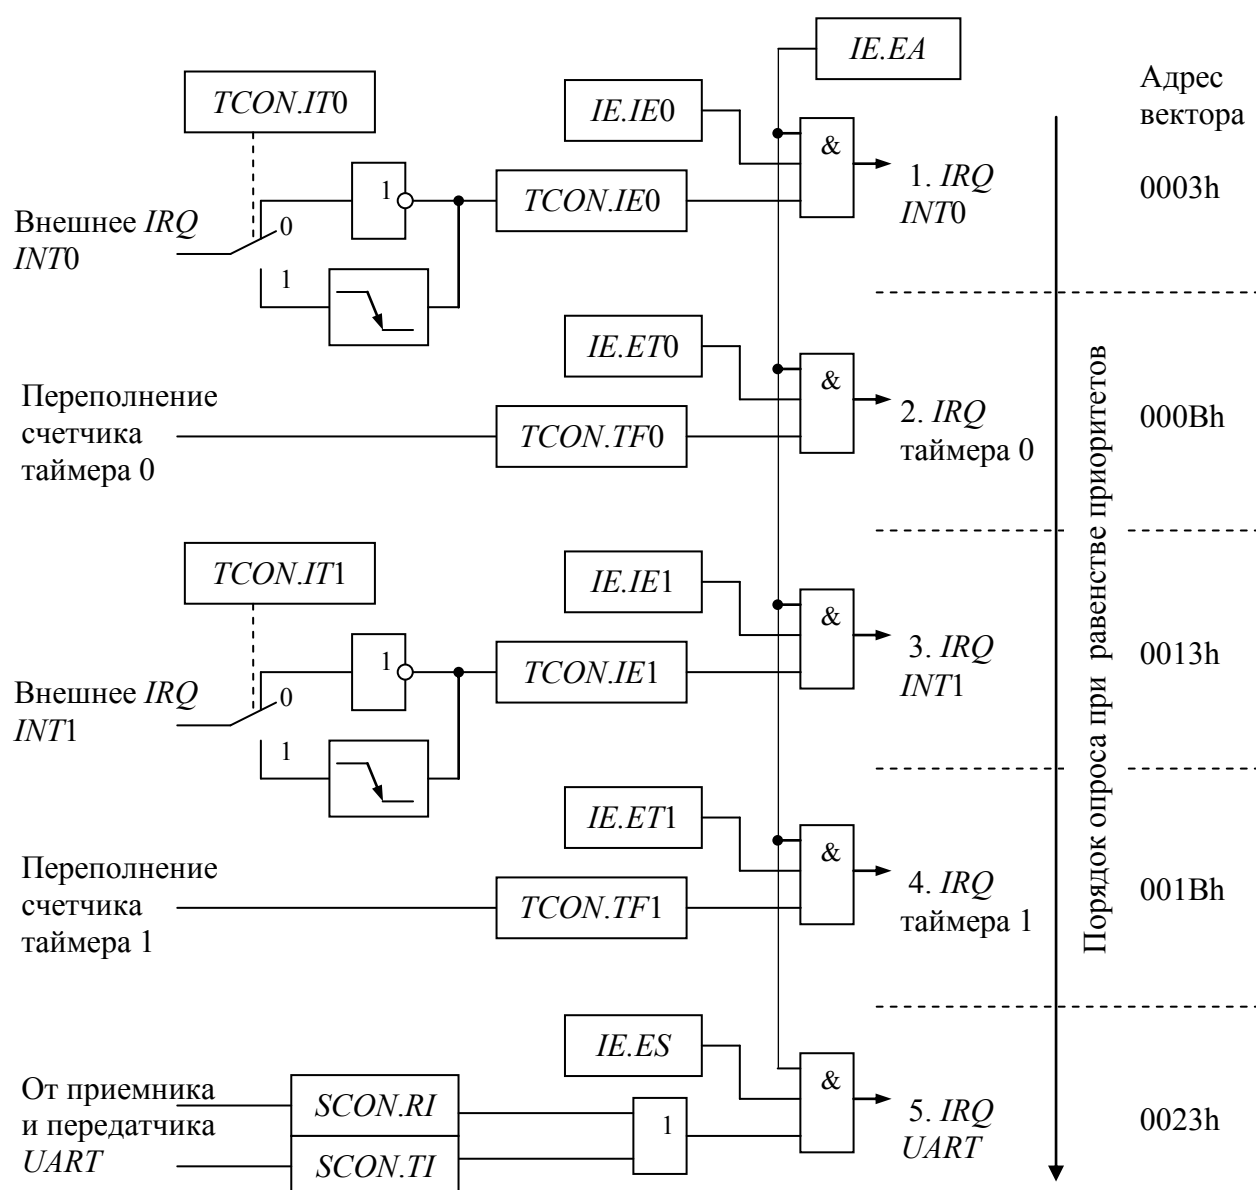 IE.EA
Адрес
вектора
TCON.IT0
IE.IE0
&
1
TCON.IE0
1. IRQ
INT0
0003h
Внешнее IRQ
INT0
0
1
IE.ET0
&
Переполнение
счетчика
таймера 0
TCON.TF0
2. IRQ
таймера 0
000Bh
Порядок опроса при равенстве приоритетов
TCON.IT1
IE.IE1
&
1
TCON.IE1
3. IRQ
INT1
0013h
Внешнее IRQ
INT1
0
1
IE.ET1
&
Переполнение
счетчика
таймера 1
TCON.TF1
4. IRQ
таймера 1
001Bh
IE.ES
&
От приемника
и передатчика
UART
SCON.RI
SCON.TI
1
5. IRQ
UART
0023h